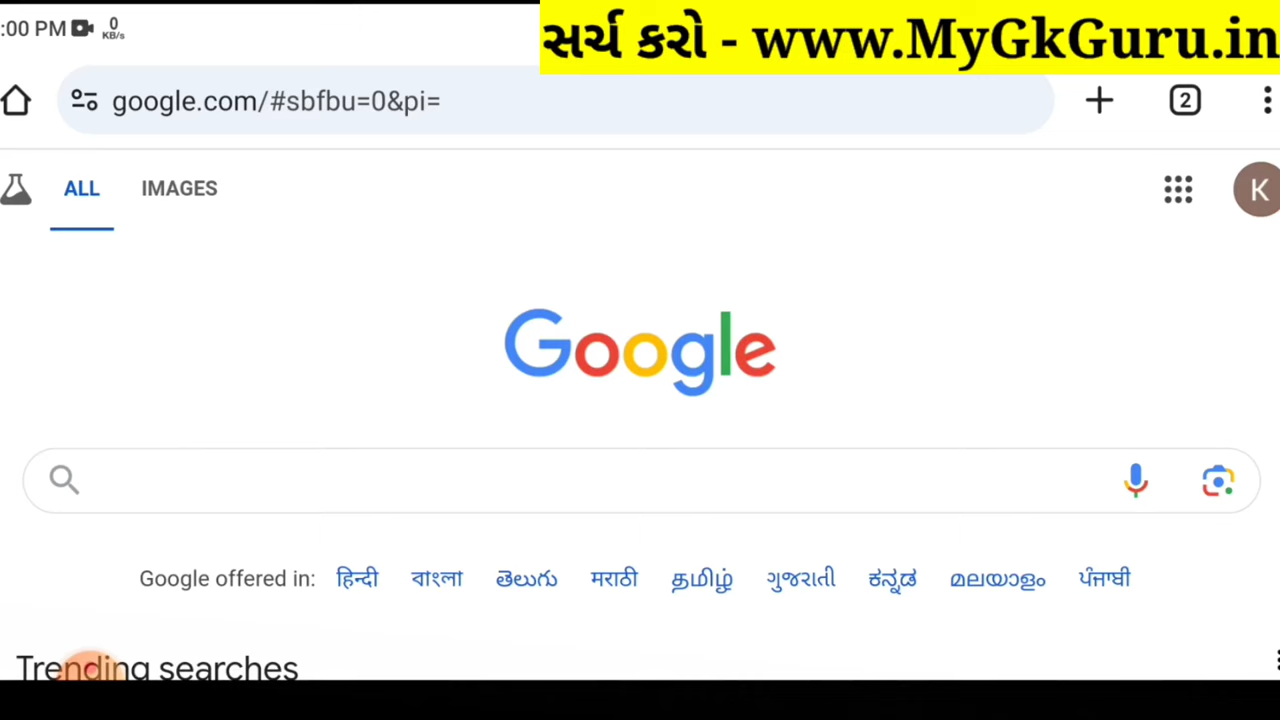 :00 PM 0 KB/s
સર્ચ કરો - www.MyGkGuru.in
google.com/#sbfbu=0&pi=
2
ALL IMAGES
K
Google
Google offered in: हिन्दी বাংলা తెలుగు मराठी தமிழ் ગુજરાતી ಕನ್ನಡ മലയാളം ਪੰਜਾਬੀ
Trending searches